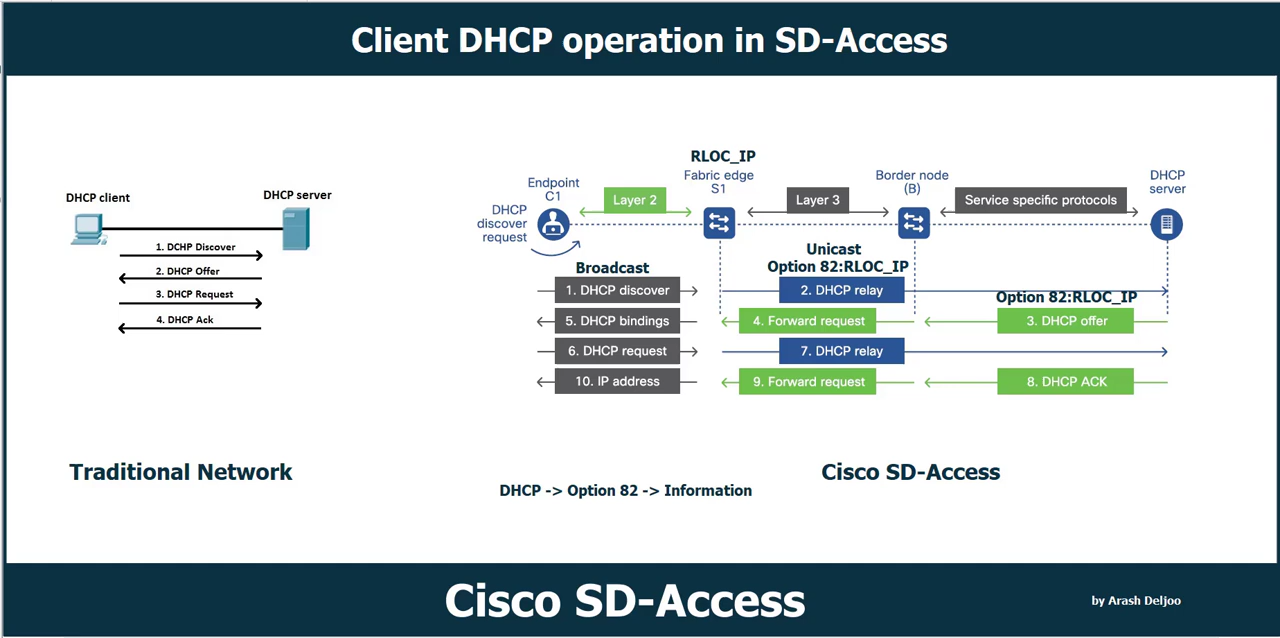 Client DHCP operation in SD-Access
DHCP client
DHCP server
1. DCHP Discover
2. DHCP Offer
3. DHCP Request
4. DHCP Ack
Traditional Network
RLOC_IP
Endpoint
C1
Fabric edge
S1
Border node
(B)
DHCP
server
DHCP
discover
request
Layer 2
Layer 3
Service specific protocols
Broadcast
Unicast
Option 82:RLOC_IP
1. DHCP discover
2. DHCP relay
Option 82:RLOC_IP
5. DHCP bindings
4. Forward request
3. DHCP offer
6. DHCP request
7. DHCP relay
10. IP address
9. Forward request
8. DHCP ACK
Cisco SD-Access
DHCP -> Option 82 -> Information
Cisco SD-Access
by Arash Deljoo